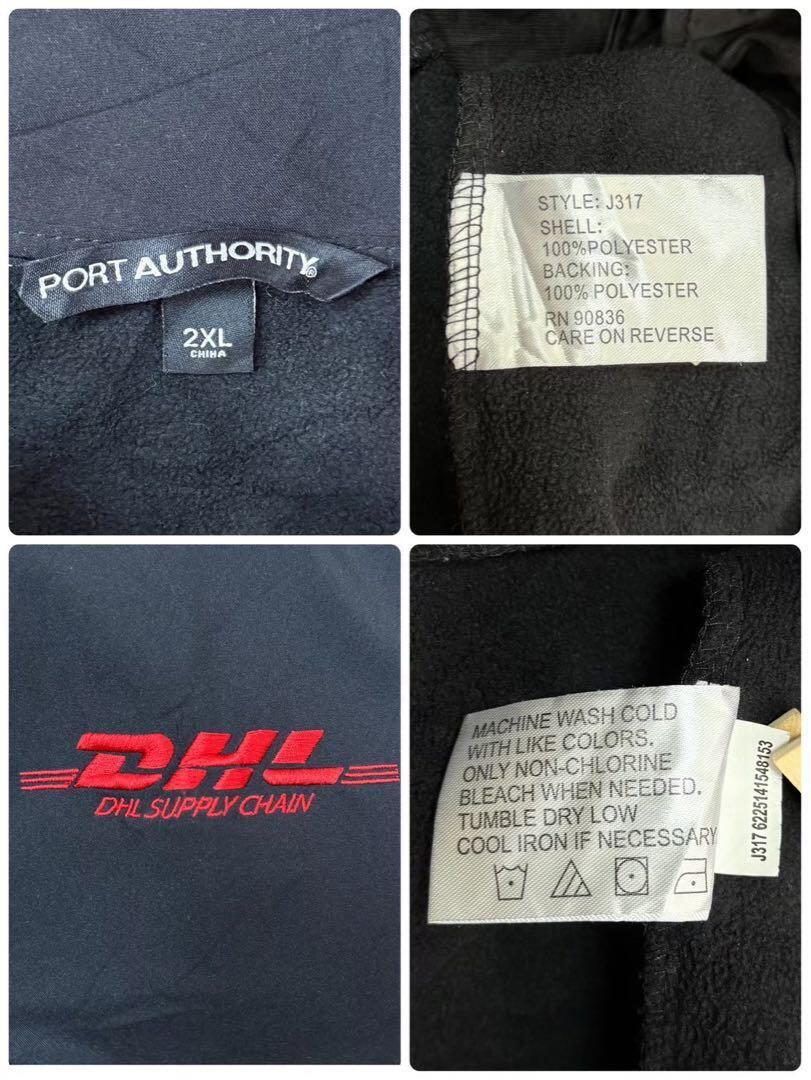 PORT AUTHORITY®
2XL
CHINA
STYLE: J317
SHELL:
100%POLYESTER
BACKING:
100% POLYESTER
RN 90836
CARE ON REVERSE
DHL
DHL SUPPLY CHAIN
MACHINE WASH COLD
WITH LIKE COLORS.
ONLY NON-CHLORINE
BLEACH WHEN NEEDED.
TUMBLE DRY LOW
COOL IRON IF NECESSARY
J317 6225141548153